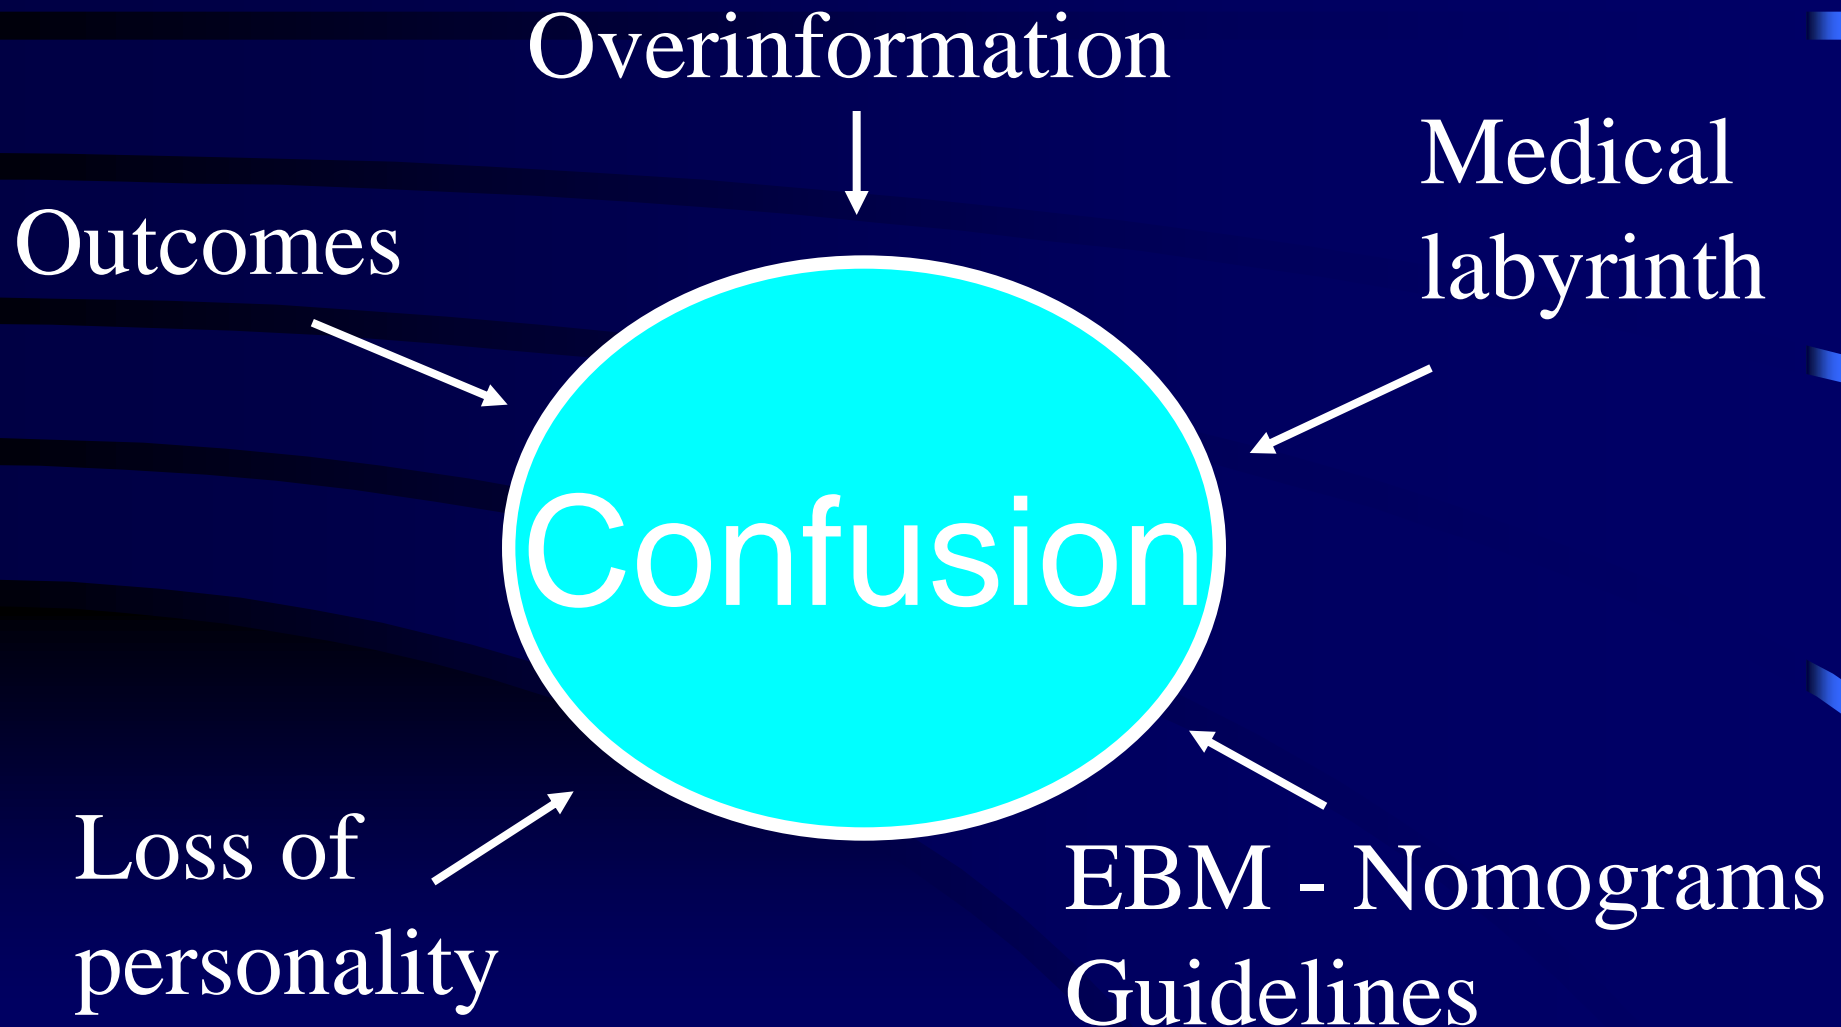 Overinformation
Medical
labyrinth
Outcomes
Confusion
Loss of
personality
EBM - Nomograms
Guidelines